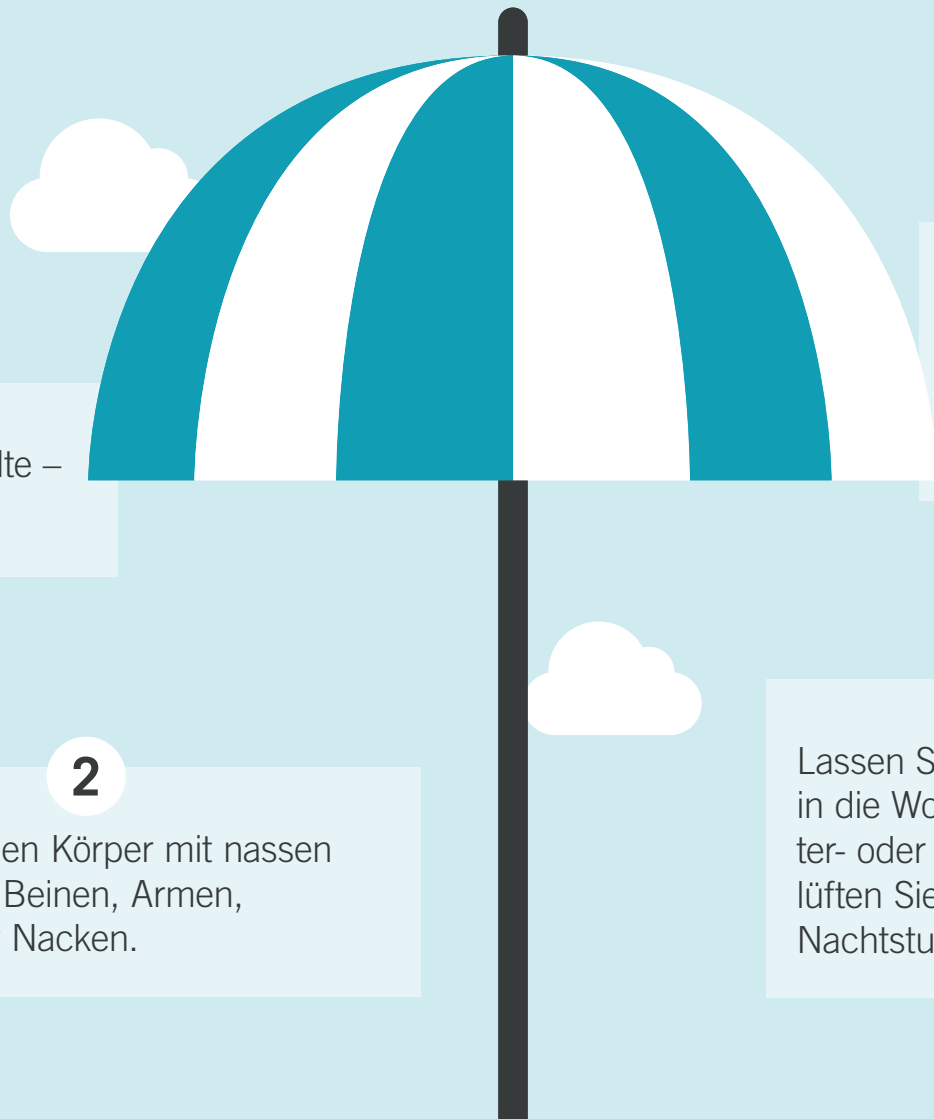 lte –
2
en Körper mit nassen
Beinen, Armen,
Nacken.
Lassen S
in die Wo
ter- oder
lüften Sie
Nachtstu